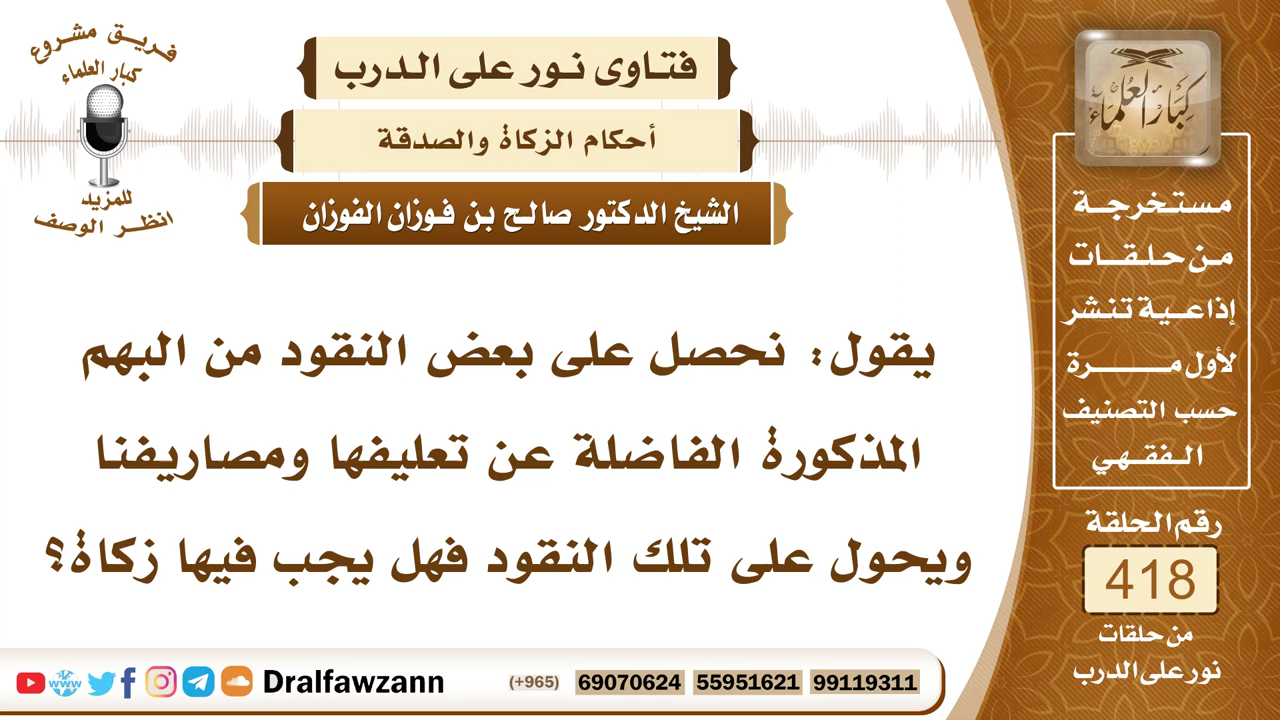 فريق مشروع
كبار العلماء
للمزيد
انظر الوصف
فتاوى نور على الدرب
أحكام الزكاة والصدقة
الشيخ الدكتور صالح بن فوزان الفوزان
يقول: نحصل على بعض النقود من البهم
المذكورة الفاضلة عن تعليفها ومصاريفنا
ويحول على تلك النقود فهل يجب فيها زكاة؟
كبار العلماء
مستخرجة
من حلقات
إذاعية تنشر
لأول مرة
حسب التصنيف
الفقهي
رقم الحلقة
418
من حلقات
نور على الدرب
www Dralfawzann (+965) 69070624 55951621 99119311